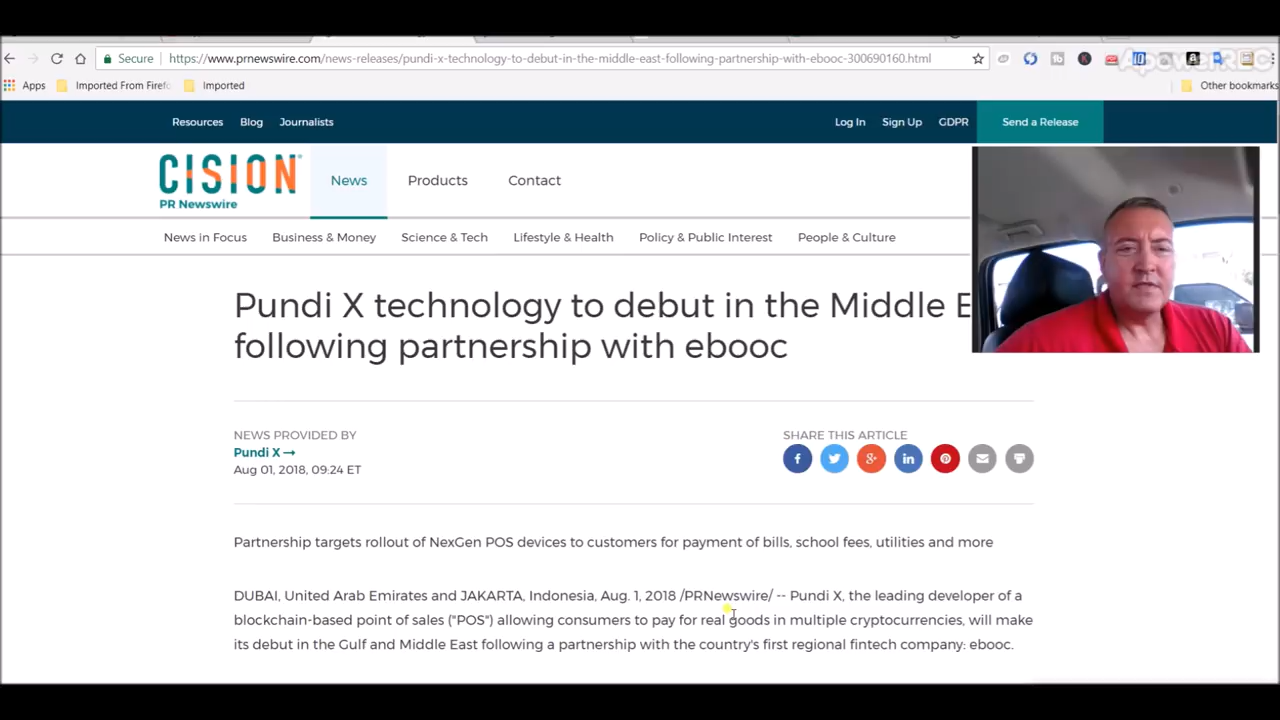 ApowerREC
Secure https://www.prnewswire.com/news-releases/pundi-x-technology-to-debut-in-the-middle-east-following-partnership-with-ebooc-300690160.html
Apps Imported From Firefo Imported Other bookmarks
Resources Blog Journalists Log In Sign Up GDPR Send a Release
CISION
PR Newswire
News Products Contact
News in Focus Business & Money Science & Tech Lifestyle & Health Policy & Public Interest People & Culture
Pundi X technology to debut in the Middle E
following partnership with ebooc
NEWS PROVIDED BY SHARE THIS ARTICLE
Pundi X
Aug 01, 2018, 09:24 ET
Partnership targets rollout of NexGen POS devices to customers for payment of bills, school fees, utilities and more
DUBAI, United Arab Emirates and JAKARTA, Indonesia, Aug. 1, 2018 /PRNewswire/ -- Pundi X, the leading developer of a
blockchain-based point of sales ("POS") allowing consumers to pay for real goods in multiple cryptocurrencies, will make
its debut in the Gulf and Middle East following a partnership with the country's first regional fintech company: ebooc.